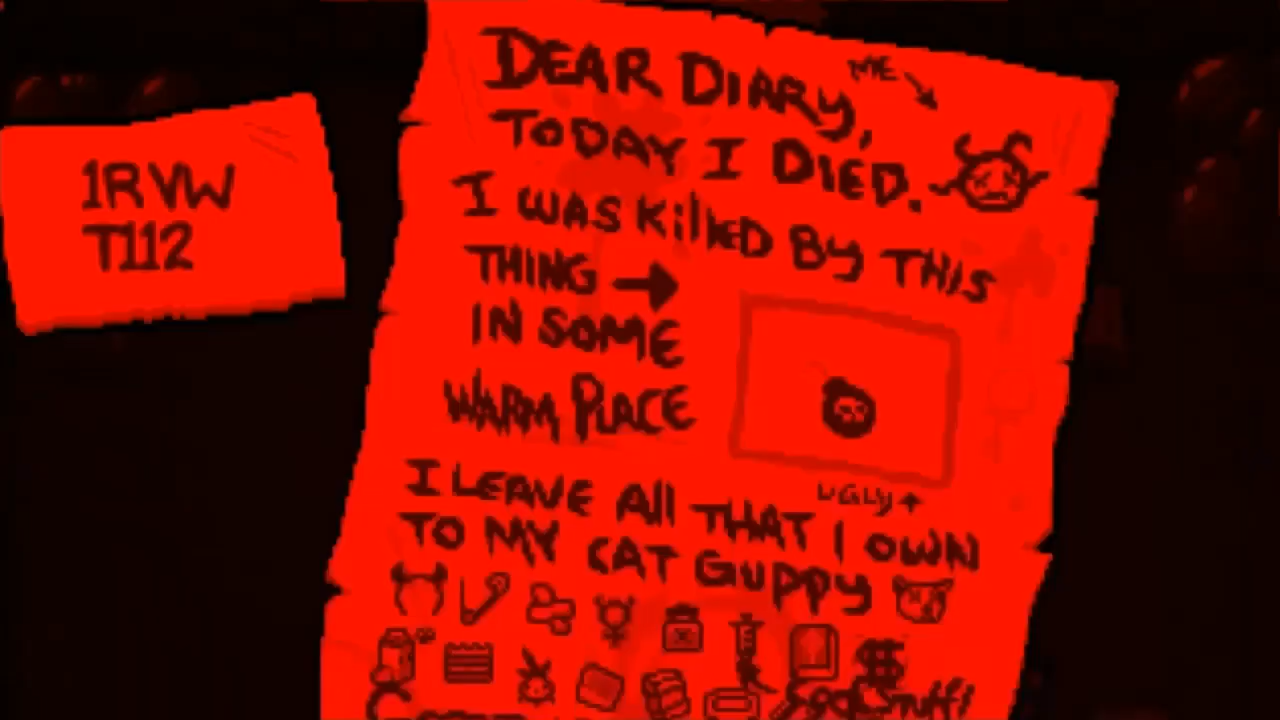 1RVW
T112
DEAR DIARY,
ME
TODAY I DIED.
I WAS KillED BY THIS
THING
IN SOME
WARM PLACE
UGLY
I LEAVE All THAT I OWN
TO MY CAT GUPPY